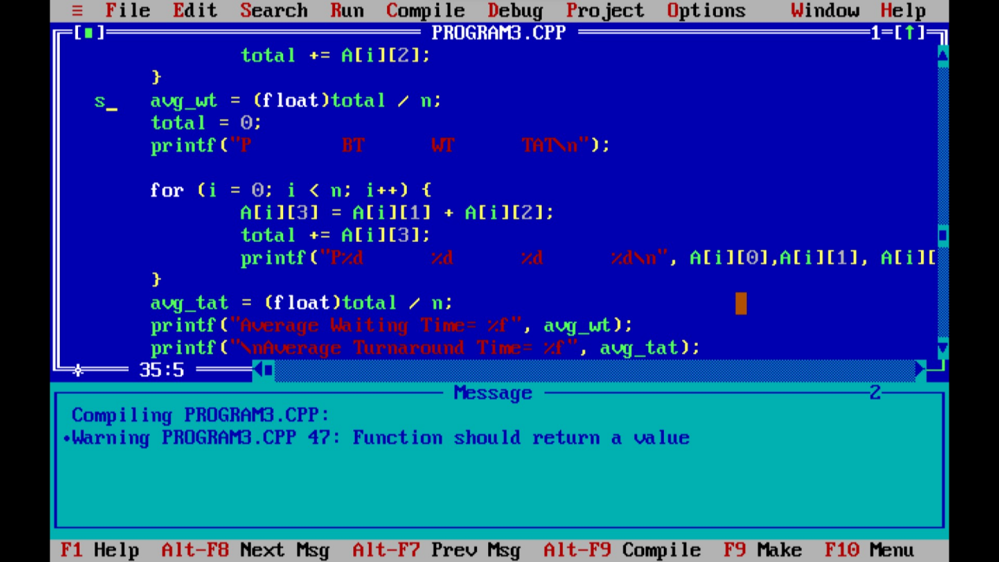 ≡ File Edit Search Run Compile Debug Project Options Window Help
[■] PROGRAM3.CPP 1=[↑]
total += A[i][2];
}
s_ avg_wt = (float)total / n;
total = 0;
printf("P BT WT TAT\n");
for (i = 0; i < n; i++) {
A[i][3] = A[i][1] + A[i][2];
total += A[i][3];
printf("P%d %d %d %d\n", A[i][0],A[i][1], A[i][
}
avg_tat = (float)total / n;
printf("Average Waiting Time= %f", avg_wt);
printf("\nAverage Turnaround Time= %f", avg_tat);
35:5
Message 2
Compiling PROGRAM3.CPP:
•Warning PROGRAM3.CPP 47: Function should return a value
F1 Help Alt-F8 Next Msg Alt-F7 Prev Msg Alt-F9 Compile F9 Make F10 Menu